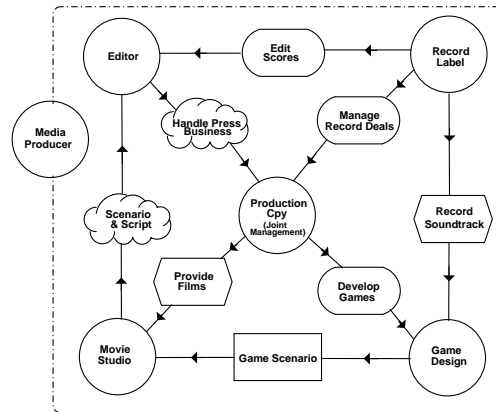 Editor
Edit
Scores
Record
Label
Handle Press
Business
Manage
Record Deals
Media
Producer
Scenario
& Script
Production
Cpy
(Joint
Management)
Record
Soundtrack
Provide
Films
Develop
Games
Movie
Studio
Game Scenario
Game
Design